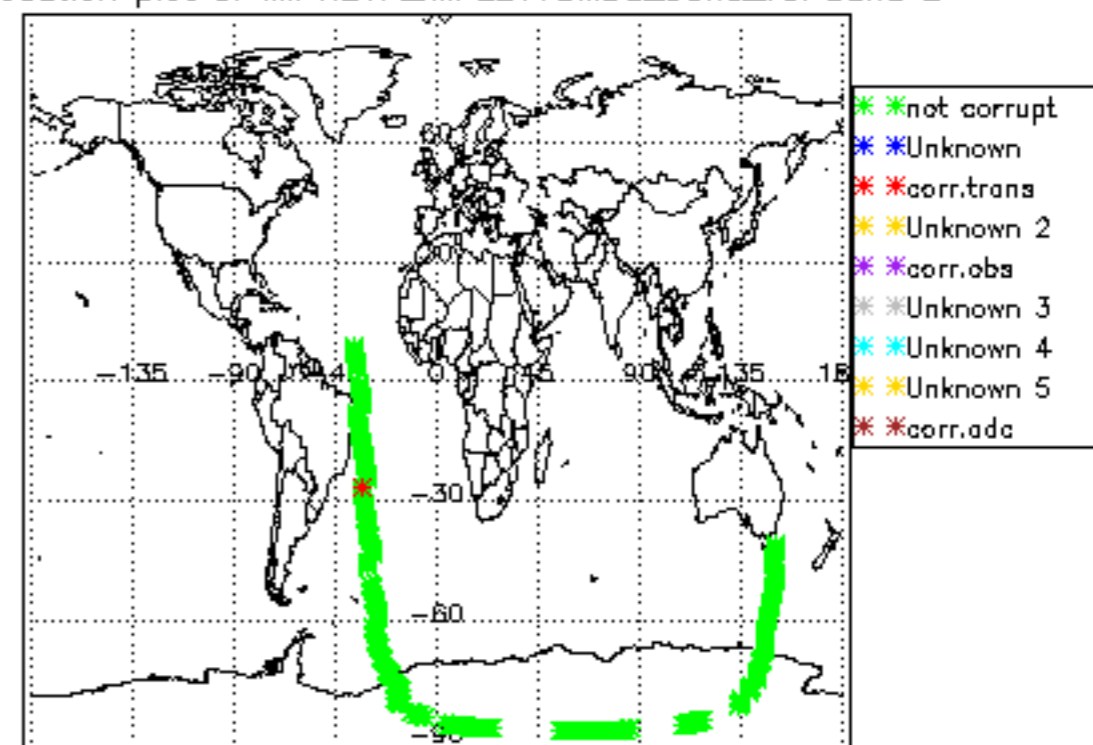 60
-135
-90
0
45
90
135
-30
-60
-90
not corrupt
Unknown
corr.trans
Unknown 2
corr.obs
Unknown 3
Unknown 4
Unknown 5
corr.adc